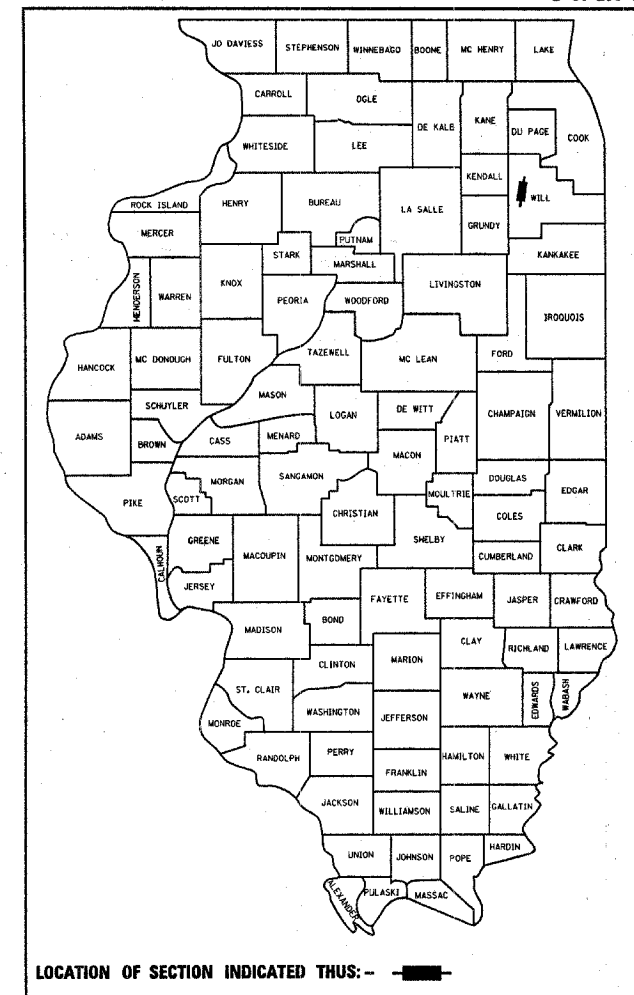 JO DAVIESS STEPHENSON WINNEBAGO BOONE MC HENRY LAKE
CARROLL OGLE DE KALB KANE DU PAGE COOK
WHITESIDE LEE KENDALL WILL
ROCK ISLAND HENRY BUREAU LA SALLE GRUNDY
MERCER PUTNAM KANKAKEE
STARK MARSHALL
HENDERSON WARREN KNOX PEORIA WOODFORD LIVINGSTON IROQUOIS
HANCOCK MC DONOUGH FULTON TAZEWELL MC LEAN FORD
SCHUYLER MASON LOGAN DE WITT CHAMPAIGN VERMILION
ADAMS BROWN CASS MENARD MACON PIATT
PIKE SCOTT MORGAN SANGAMON MOULTRIE DOUGLAS EDGAR
CHRISTIAN COLES
CALHOUN GREENE MACOUPIN MONTGOMERY SHELBY CUMBERLAND CLARK
JERSEY FAYETTE EFFINGHAM JASPER CRAWFORD
MADISON BOND CLAY RICHLAND LAWRENCE
CLINTON MARION
ST. CLAIR WASHINGTON WAYNE EDWARDS WABASH
MONROE JEFFERSON
RANDOLPH PERRY HAMILTON WHITE
FRANKLIN
JACKSON WILLIAMSON SALINE GALLATIN
UNION JOHNSON POPE HARDIN
ALEXANDER PULASKI MASSAC
LOCATION OF SECTION INDICATED THUS:-